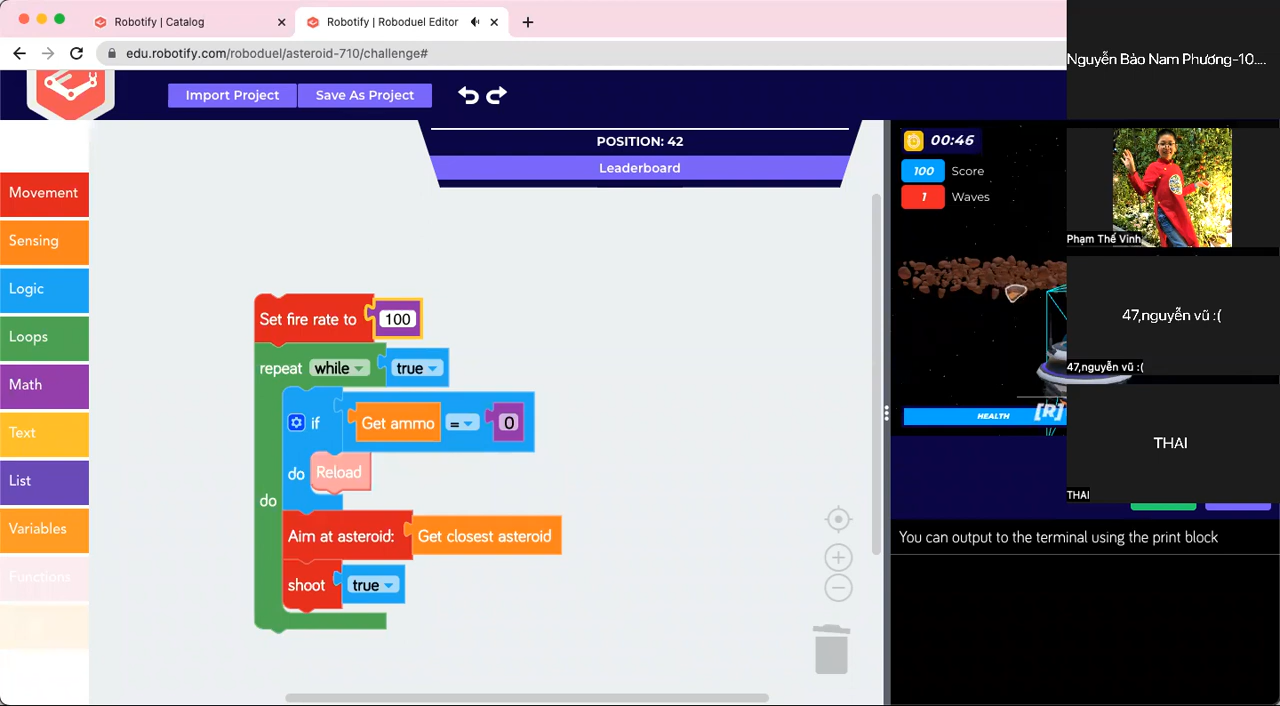 Robotify | Catalog
Robotify | Roboduel Editor
edu.robotify.com/roboduel/asteroid-710/challenge#
Import Project
Save As Project
POSITION: 42
Leaderboard
Movement
Sensing
Logic
Loops
Math
Text
List
Variables
Functions
Set fire rate to 100
repeat while true
if Get ammo = 0
do Reload
do
Aim at asteroid: Get closest asteroid
shoot true
00:46
100 Score
1 Waves
HEALTH
[R]
You can output to the terminal using the print block
Nguyễn Bảo Nam Phương-10....
Phạm Thế Vinh
47,nguyễn vũ :(
47,nguyễn vũ :(
THAI
THAI